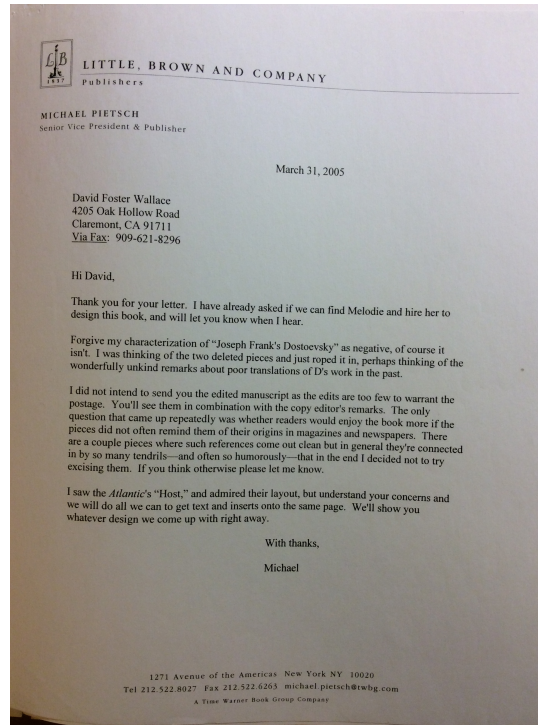 LB
1837
LITTLE, BROWN AND COMPANY
Publishers
MICHAEL PIETSCH
Senior Vice President & Publisher
March 31, 2005
David Foster Wallace
4205 Oak Hollow Road
Claremont, CA 91711
Via Fax: 909-621-8296
Hi David,
Thank you for your letter. I have already asked if we can find Melodie and hire her to
design this book, and will let you know when I hear.
Forgive my characterization of “Joseph Frank's Dostoevsky” as negative, of course it
isn't. I was thinking of the two deleted pieces and just roped it in, perhaps thinking of the
wonderfully unkind remarks about poor translations of D's work in the past.
I did not intend to send you the edited manuscript as the edits are too few to warrant the
postage. You'll see them in combination with the copy editor's remarks. The only
question that came up repeatedly was whether readers would enjoy the book more if the
pieces did not often remind them of their origins in magazines and newspapers. There
are a couple pieces where such references come out clean but in general they're connected
in by so many tendrils—and often so humorously—that in the end I decided not to try
excising them. If you think otherwise please let me know.
I saw the Atlantic's “Host,” and admired their layout, but understand your concerns and
we will do all we can to get text and inserts onto the same page. We'll show you
whatever design we come up with right away.
With thanks,
Michael
1271 Avenue of the Americas New York NY 10020
Tel 212.522.8027 Fax 212.522.6263 michael.pietsch@twbg.com
A Time Warner Book Group Company